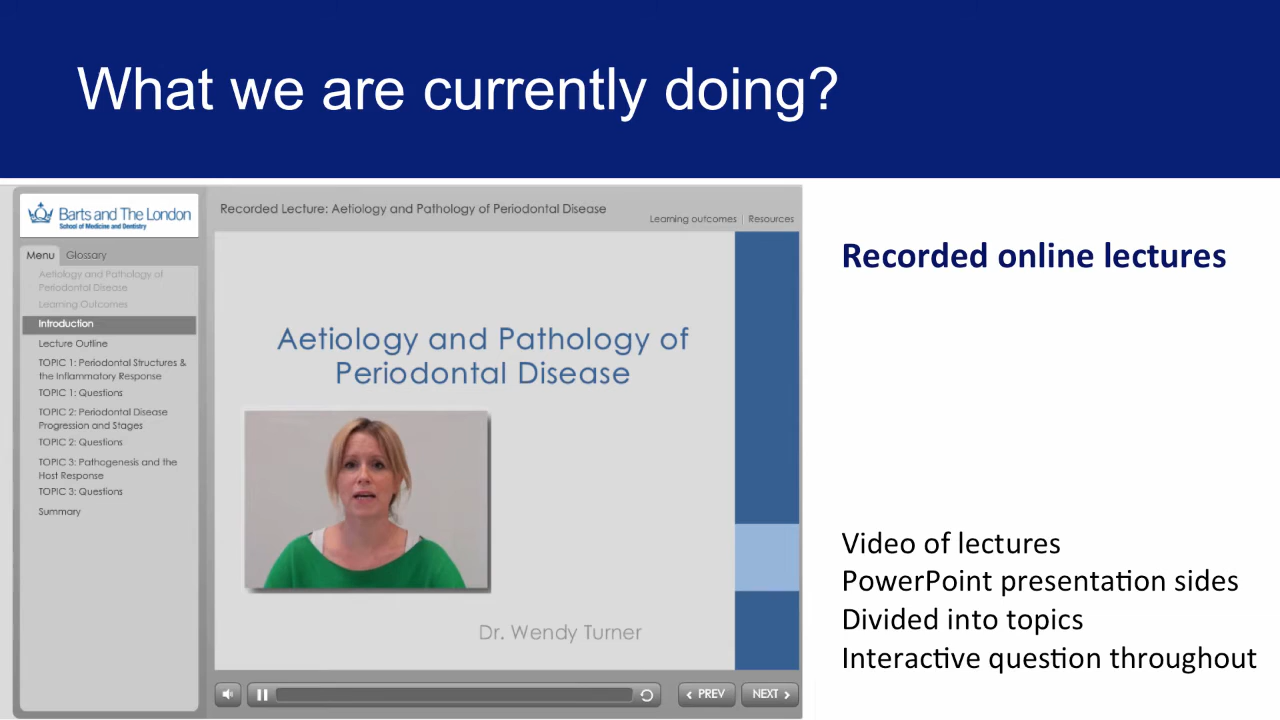 What we are currently doing?
Barts and The London
School of Medicine and Dentistry
Recorded Lecture: Aetiology and Pathology of Periodontal Disease
Learning outcomes | Resources
Menu Glossary
Aetiology and Pathology of
Periodontal Disease
Learning Outcomes
Introduction
Lecture Outline
TOPIC 1: Periodontal Structures &
the Inflammatory Response
TOPIC 1: Questions
TOPIC 2: Periodontal Disease
Progression and Stages
TOPIC 2: Questions
TOPIC 3: Pathogenesis and the
Host Response
TOPIC 3: Questions
Summary
Aetiology and Pathology of
Periodontal Disease
Dr. Wendy Turner
PREV
NEXT
Recorded online lectures
Video of lectures
PowerPoint presentation sides
Divided into topics
Interactive question throughout